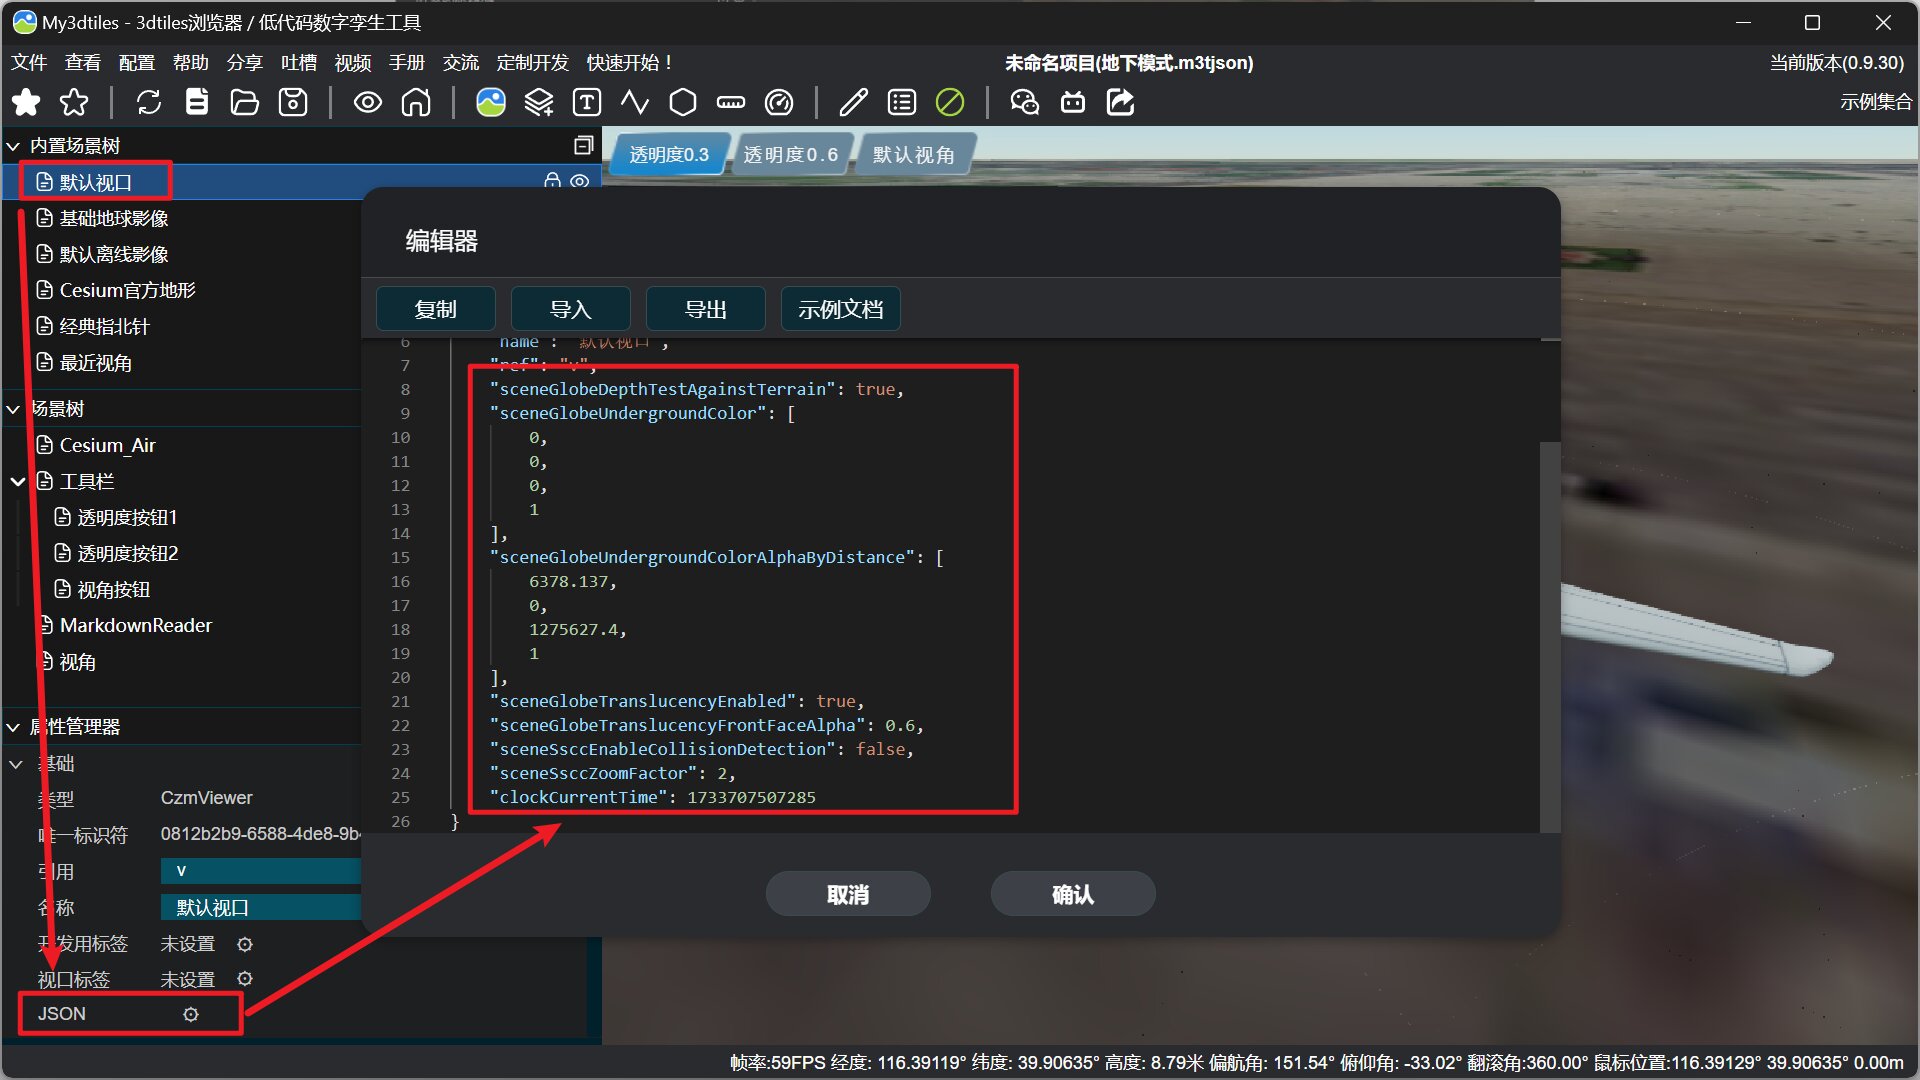 My3dtiles - 3dtiles浏览器 / 低代码数字孪生工具
文件 查看 配置 帮助 分享 吐槽 视频 手册 交流 定制开发 快速开始！ 未命名项目(地下模式.m3tjson) 当前版本(0.9.30)
示例集合
内置场景树
透明度0.3 透明度0.6 默认视角
默认视口
基础地球影像
默认离线影像
Cesium官方地形
经典指北针
最近视角
场景树
Cesium_Air
工具栏
透明度按钮1
透明度按钮2
视角按钮
MarkdownReader
视角
属性管理器
基础
类型 CzmViewer
唯一标识符 0812b2b9-6588-4de8-9b
引用 v
名称 默认视口
开发用标签 未设置
视口标签 未设置
JSON
编辑器
复制 导入 导出 示例文档
6 name : 默认视口 ,
7 "ref": "v",
8 "sceneGlobeDepthTestAgainstTerrain": true,
9 "sceneGlobeUndergroundColor": [
10 0,
11 0,
12 0,
13 1
14 ],
15 "sceneGlobeUndergroundColorAlphaByDistance": [
16 6378.137,
17 0,
18 1275627.4,
19 1
20 ],
21 "sceneGlobeTranslucencyEnabled": true,
22 "sceneGlobeTranslucencyFrontFaceAlpha": 0.6,
23 "sceneSsccEnableCollisionDetection": false,
24 "sceneSsccZoomFactor": 2,
25 "clockCurrentTime": 1733707507285
26 }
取消 确认
帧率:59FPS 经度: 116.39119° 纬度: 39.90635° 高度: 8.79米 偏航角: 151.54° 俯仰角: -33.02° 翻滚角:360.00° 鼠标位置:116.39129° 39.90635° 0.00m